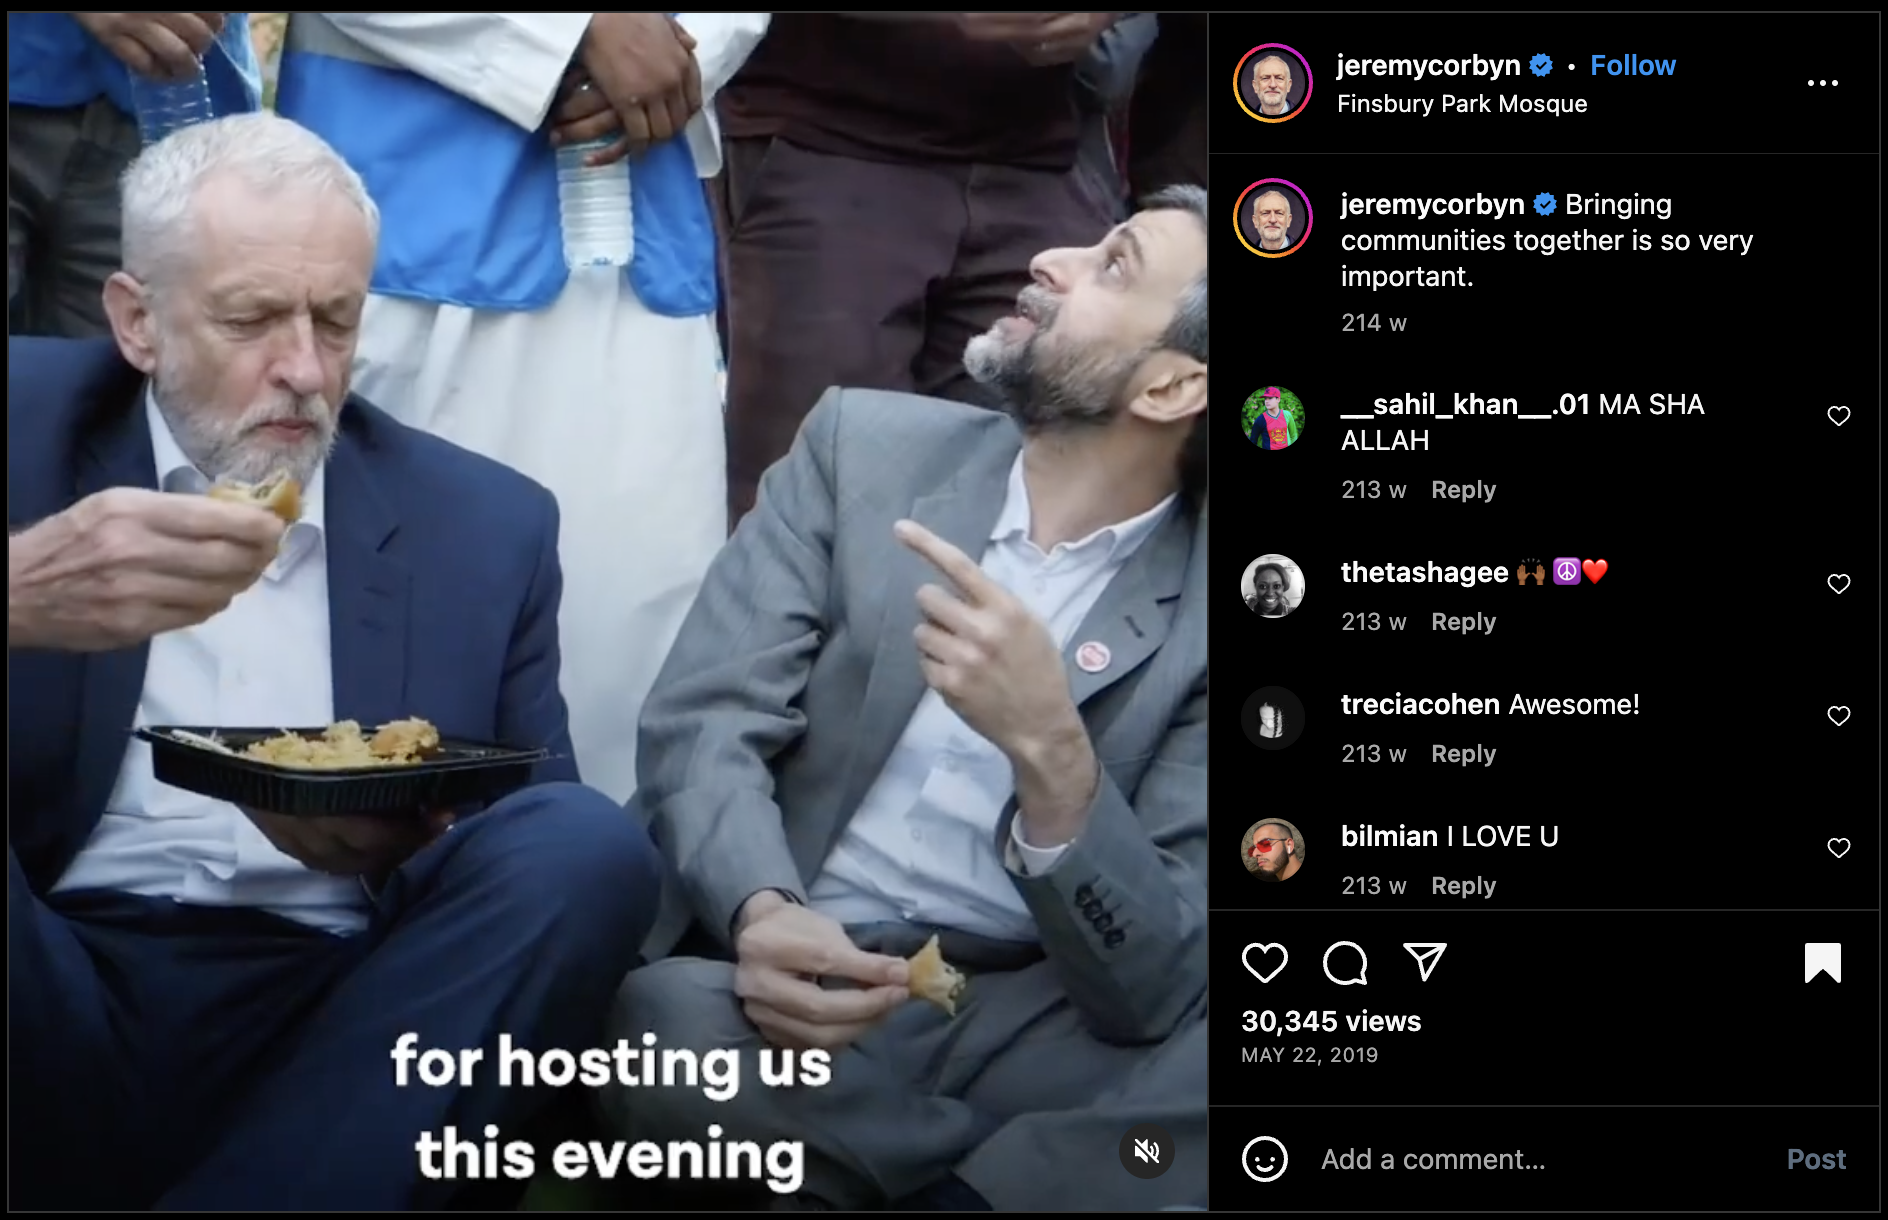 for hosting us
this evening
jeremycorbyn • Follow
Finsbury Park Mosque
jeremycorbyn Bringing
communities together is so very
important.
214 w
__sahil_khan__.01 MA SHA
ALLAH
213 w Reply
thetashagee 🙌🏾☮️❤️
213 w Reply
treciacohen Awesome!
213 w Reply
bilmian I LOVE U
213 w Reply
30,345 views
MAY 22, 2019
Add a comment...
Post